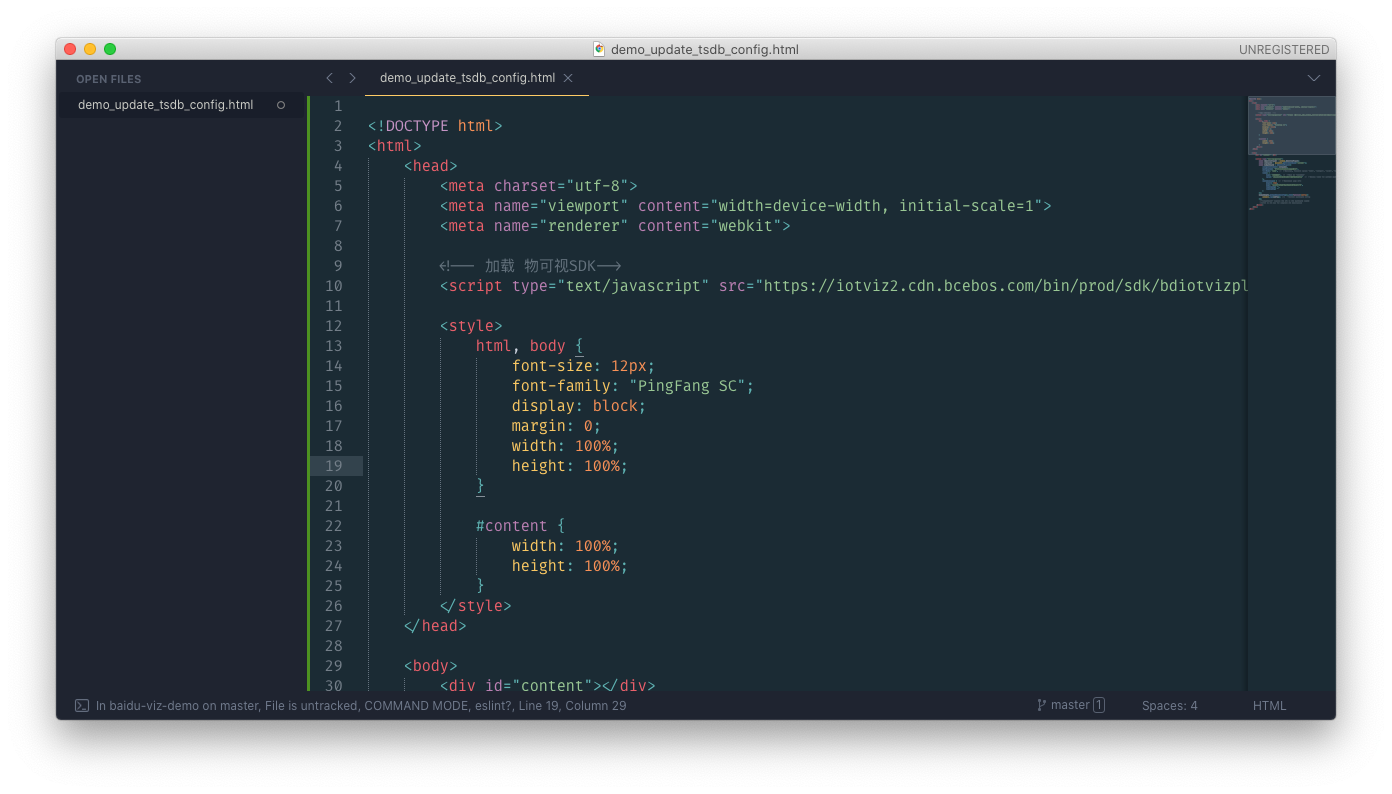 demo_update_tsdb_config.html
UNREGISTERED
OPEN FILES
demo_update_tsdb_config.html
demo_update_tsdb_config.html
1
2 <!DOCTYPE html>
3 <html>
4 <head>
5 <meta charset="utf-8">
6 <meta name="viewport" content="width=device-width, initial-scale=1">
7 <meta name="renderer" content="webkit">
8
9 <!-- 加载 物可视SDK-->
10 <script type="text/javascript" src="https://iotviz2.cdn.bcebos.com/bin/prod/sdk/bdiotvizpl
11
12 <style>
13 html, body {
14 font-size: 12px;
15 font-family: "PingFang SC";
16 display: block;
17 margin: 0;
18 width: 100%;
19 height: 100%;
20 }
21
22 #content {
23 width: 100%;
24 height: 100%;
25 }
26 </style>
27 </head>
28
29 <body>
30 <div id="content"></div>
In baidu-viz-demo on master, File is untracked, COMMAND MODE, eslint?, Line 19, Column 29
master 1
Spaces: 4
HTML